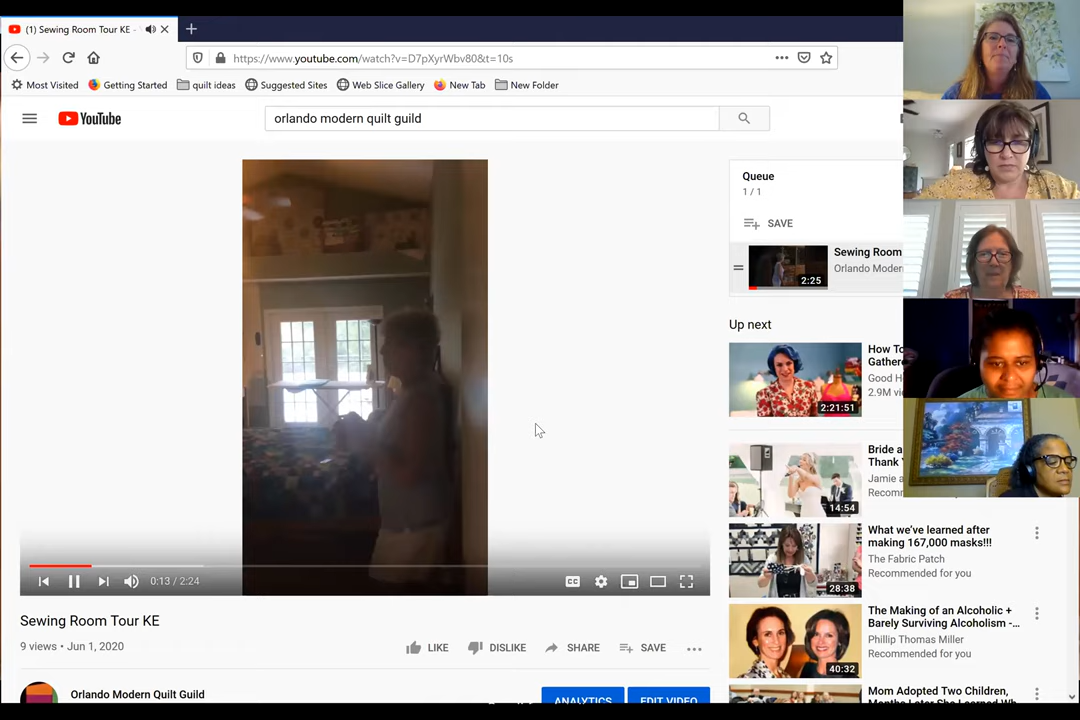 (1) Sewing Room Tour KE -
https://www.youtube.com/watch?v=D7pXyrWbv80&t=10s
Most Visited
Getting Started
quilt ideas
Suggested Sites
Web Slice Gallery
New Tab
New Folder
YouTube
orlando modern quilt guild
Queue
1 / 1
SAVE
Sewing Room
Orlando Moder
2:25
Up next
How To
Gathere
Good H
2.9M vi
2:21:51
Bride a
Thank Y
Jamie a
Recomm
14:54
What we've learned after
making 167,000 masks!!!
The Fabric Patch
Recommended for you
28:38
The Making of an Alcoholic +
Barely Surviving Alcoholism -...
Phillip Thomas Miller
Recommended for you
40:32
Mom Adopted Two Children,
0:13 / 2:24
Sewing Room Tour KE
9 views • Jun 1, 2020
LIKE
DISLIKE
SHARE
SAVE
Orlando Modern Quilt Guild
ANALYTICS
EDIT VIDEO